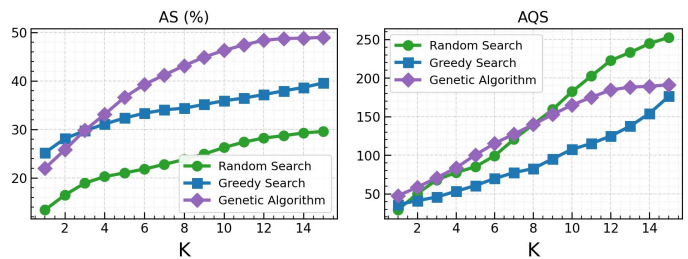 AS (%)
50
40
30
20
2 4 6 8 10 12 14
K
Random Search
Greedy Search
Genetic Algorithm
AQS
250
200
150
100
50
2 4 6 8 10 12 14
K
Random Search
Greedy Search
Genetic Algorithm